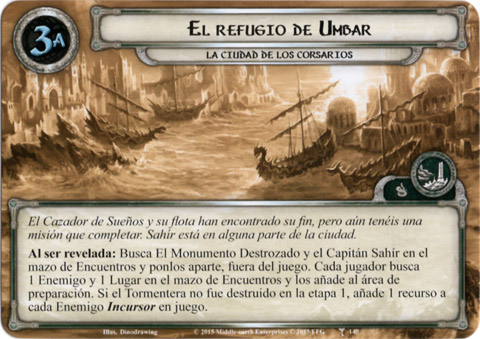 3A
El refugio de Umbar
La ciudad de los corsarios
El Cazador de Sueños y su flota han encontrado su fin, pero aún tenéis una
misión que completar. Sahír está en alguna parte de la ciudad.
Al ser revelada: Busca El Monumento Destrozado y el Capitán Sahír en el
mazo de Encuentros y ponlos aparte, fuera del juego. Cada jugador busca
1 Enemigo y 1 Lugar en el mazo de Encuentros y los añade al área de
preparación. Si el Tormentera no fue destruido en la etapa 1, añade 1 recurso a
cada Enemigo Incursor en juego.
Illus. Dinodrawing © 2015 Middle-earth Enterprises © 2015 FFG